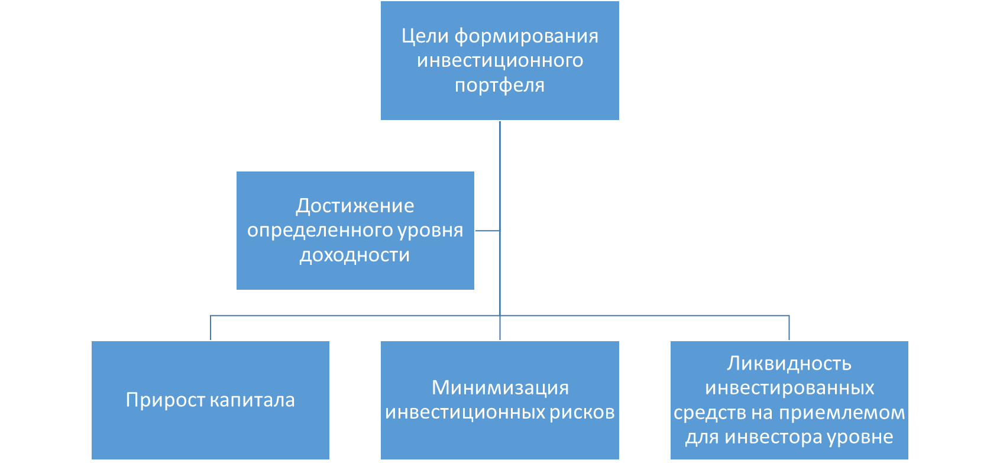 Цели формирования
инвестиционного
портфеля
Достижение
определенного уровня
доходности
Прирост капитала
Минимизация
инвестиционных рисков
Ликвидность
инвестированных
средств на приемлемом
для инвестора уровне